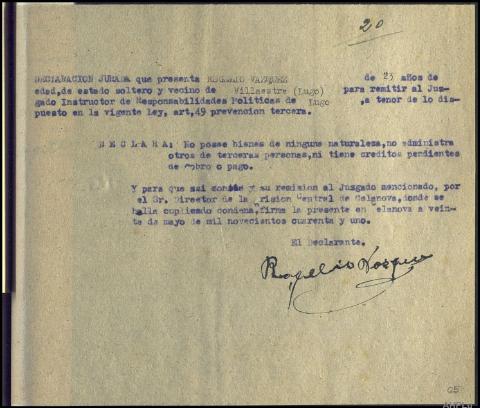 20
DECLARACION JURADA que presenta ROGELIO VAZQUEZ de 23 años de
edad, de estado soltero y vecino de Villaestre (Lugo) para remitir al Juz-
gado Instructor de Responsabilidades Politicas de Lugo ,a tenor de lo dis-
puesto en la vigente Ley, art,49 prevencion tercera.
D E C L A R A: No posee bienes de ninguna naturaleza,no administra
otros de terceras personas,ni tiene creditos pendientes
de cobro o pago.
Y para que asi conste y su remision al Juzgado mencionado, por
el Sr. Director de la Prision Central de Celanova,donde se
halla cupliendo condena,firma la presente en Celanova a vein-
te de mayo de mil novecientos cuarenta y uno.
El Declarante.
Rogelio Vazquez